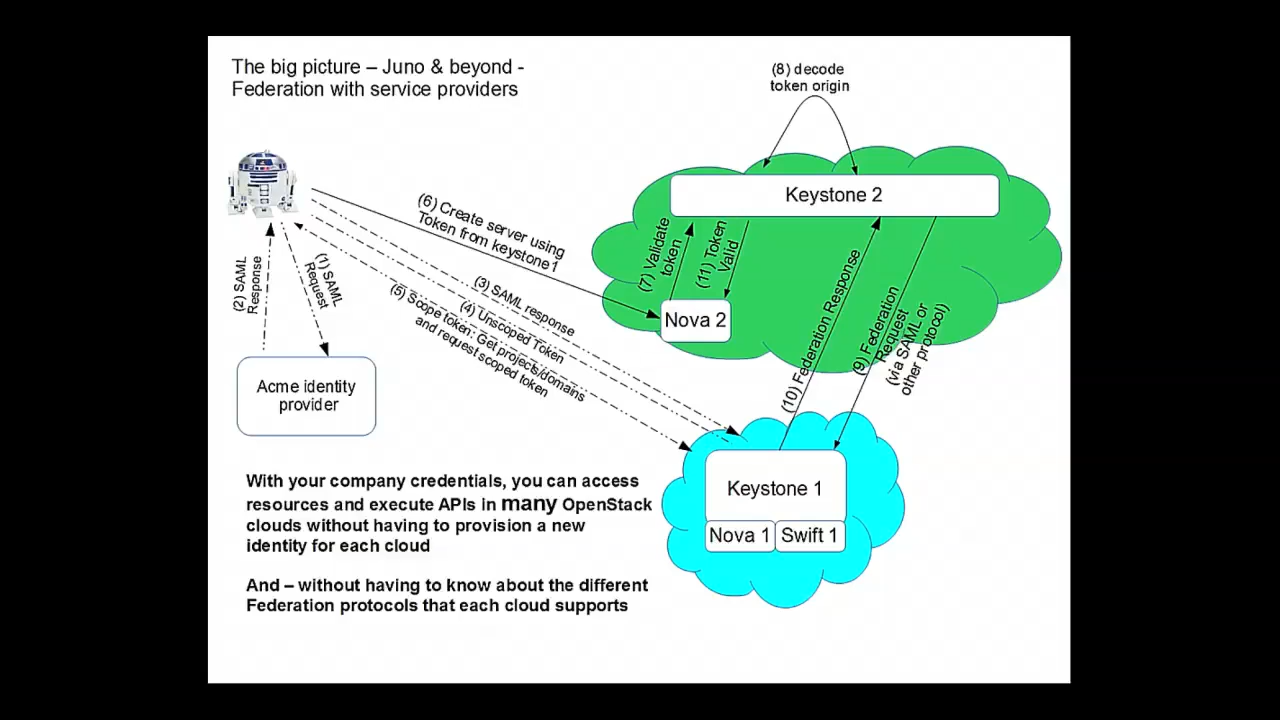 The big picture – Juno & beyond -
Federation with service providers
(8) decode
token origin
Keystone 2
(6) Create server using
Token from keystone1
(7) Validate
token
(11) Token
Valid
(2) SAML
Response
(1) SAML
Request
(3) SAML response
(4) Unscoped Token
(5) Scope token: Get projects/domains
and request scoped token
Nova 2
(10) Federation Response
(9) Federation
Request
(via SAML or
other protocol)
Acme identity
provider
Keystone 1
Nova 1
Swift 1
With your company credentials, you can access
resources and execute APIs in many OpenStack
clouds without having to provision a new
identity for each cloud
And – without having to know about the different
Federation protocols that each cloud supports